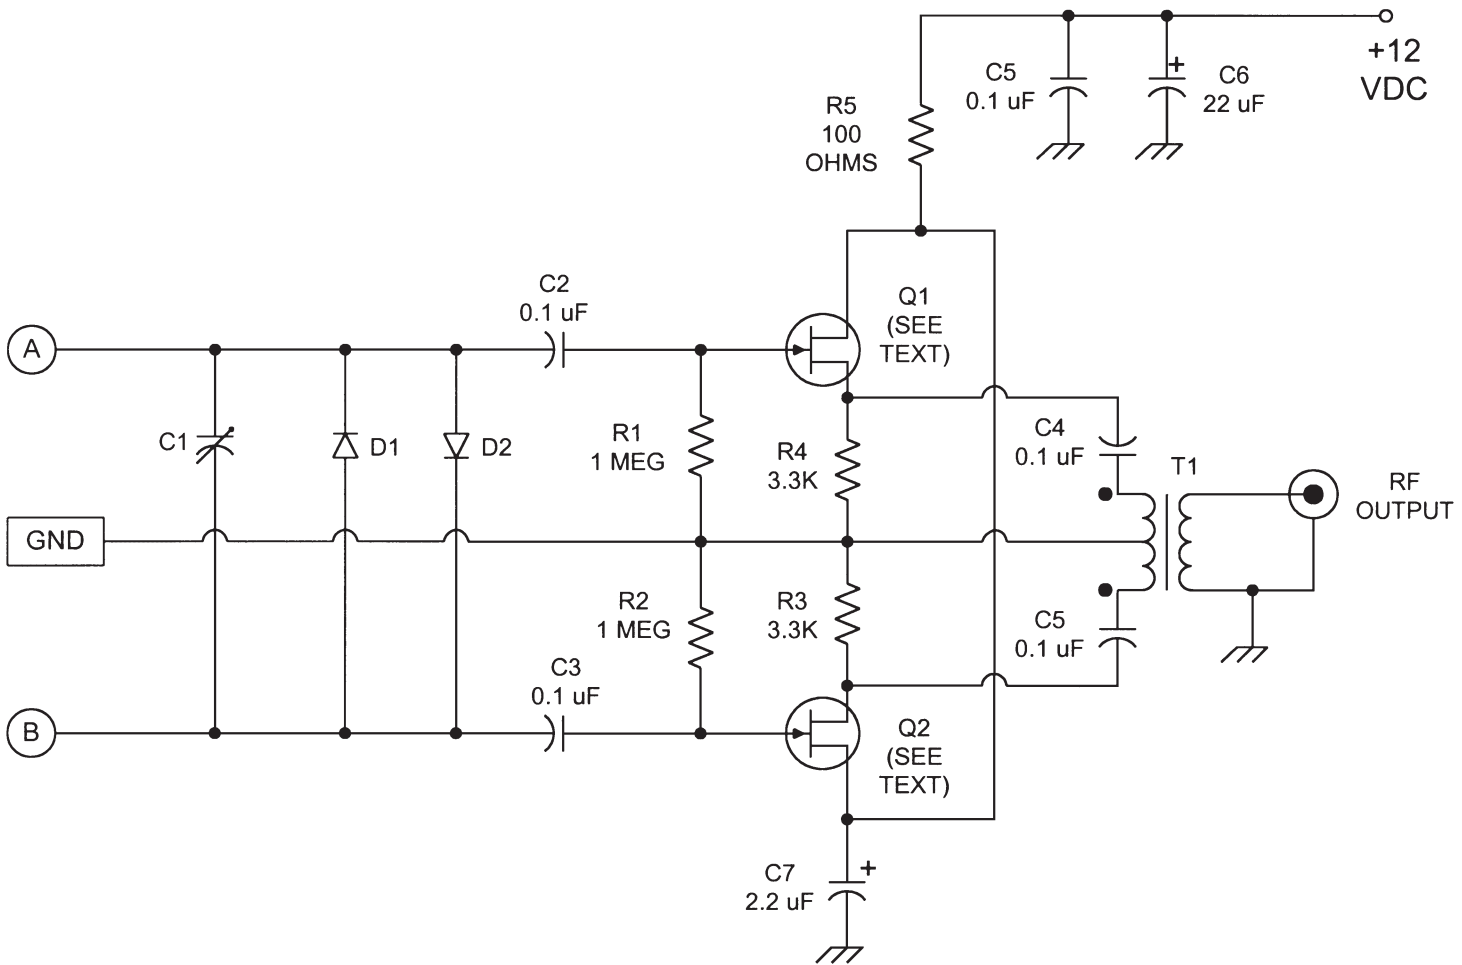 +12
VDC
C5
0.1 uF
+
C6
22 uF
R5
100
OHMS
C2
0.1 uF
Q1
(SEE
TEXT)
A
C1
D1
D2
R1
1 MEG
R4
3.3K
C4
0.1 uF
T1
RF
OUTPUT
GND
R2
1 MEG
R3
3.3K
C5
0.1 uF
C3
0.1 uF
B
Q2
(SEE
TEXT)
C7
2.2 uF
+